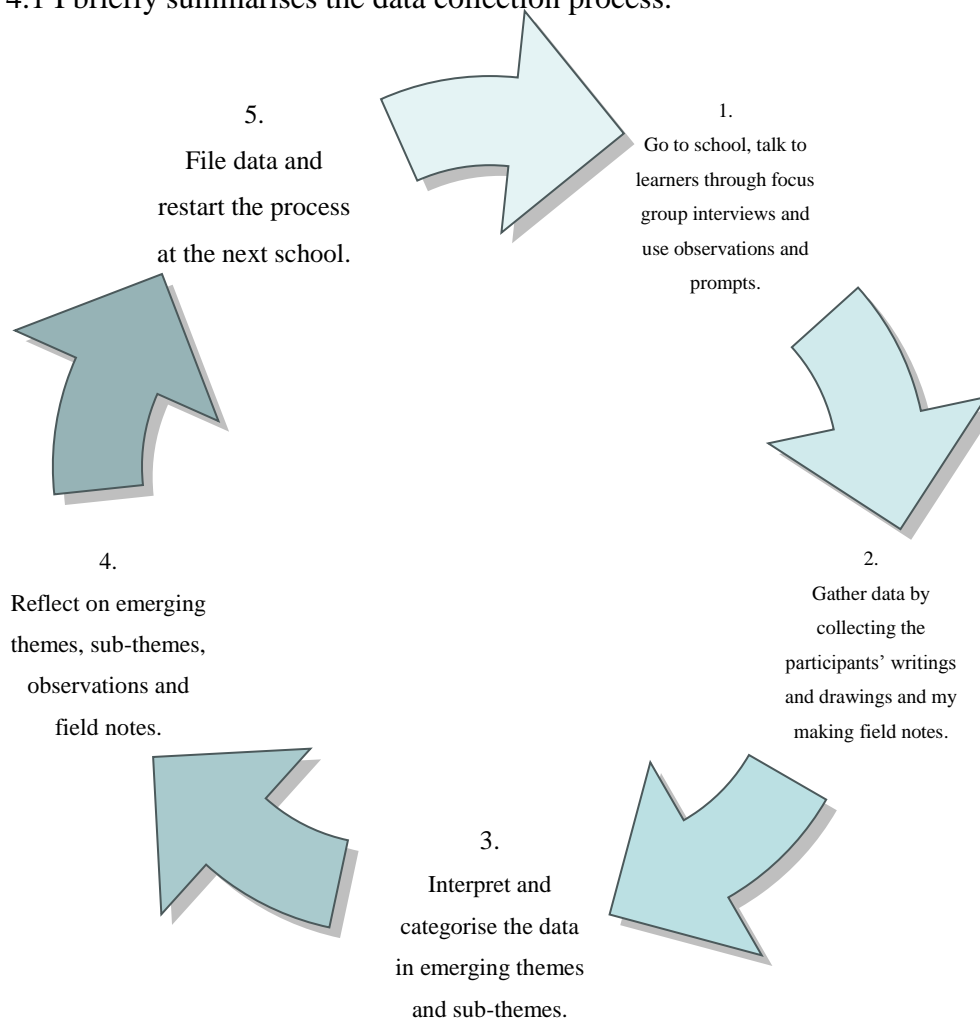 4.1 I briefly summarises the data collection process.
1.
Go to school, talk to
learners through focus
group interviews and
use observations and
prompts.
2.
Gather data by
collecting the
participants’ writings
and drawings and my
making field notes.
3.
Interpret and
categorise the data
in emerging themes
and sub-themes.
4.
Reflect on emerging
themes, sub-themes,
observations and
field notes.
5.
File data and
restart the process
at the next school.